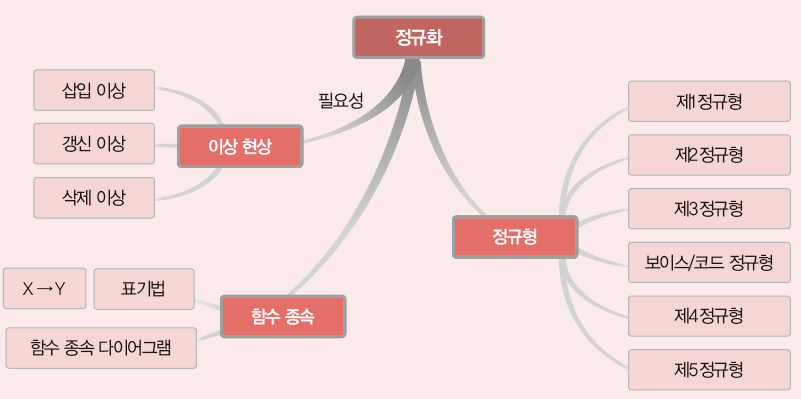 정규화
필요성
이상 현상
삽입 이상
갱신 이상
삭제 이상
함수 종속
X → Y
표기법
함수 종속 다이어그램
정규형
제1정규형
제2정규형
제3정규형
보이스/코드 정규형
제4정규형
제5정규형